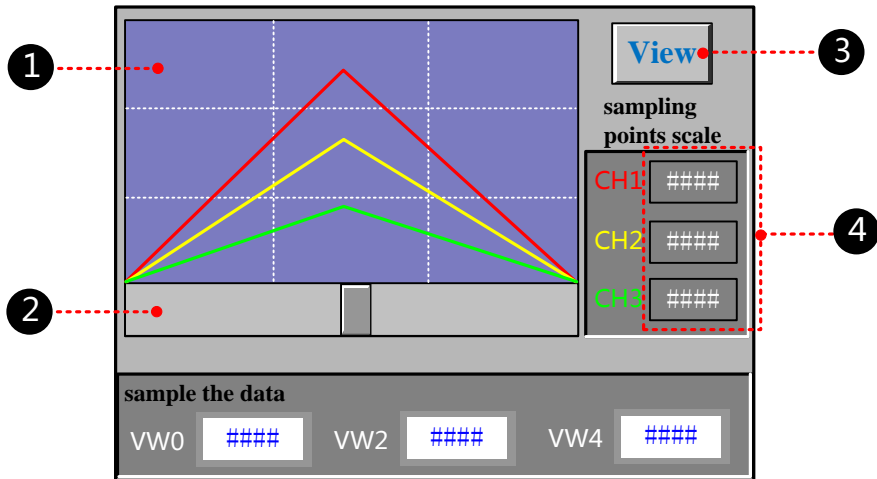 1
View
3
sampling
points scale
CH1 ####
CH2 ####
4
CH3 ####
2
sample the data
VW0 #### VW2 #### VW4 ####